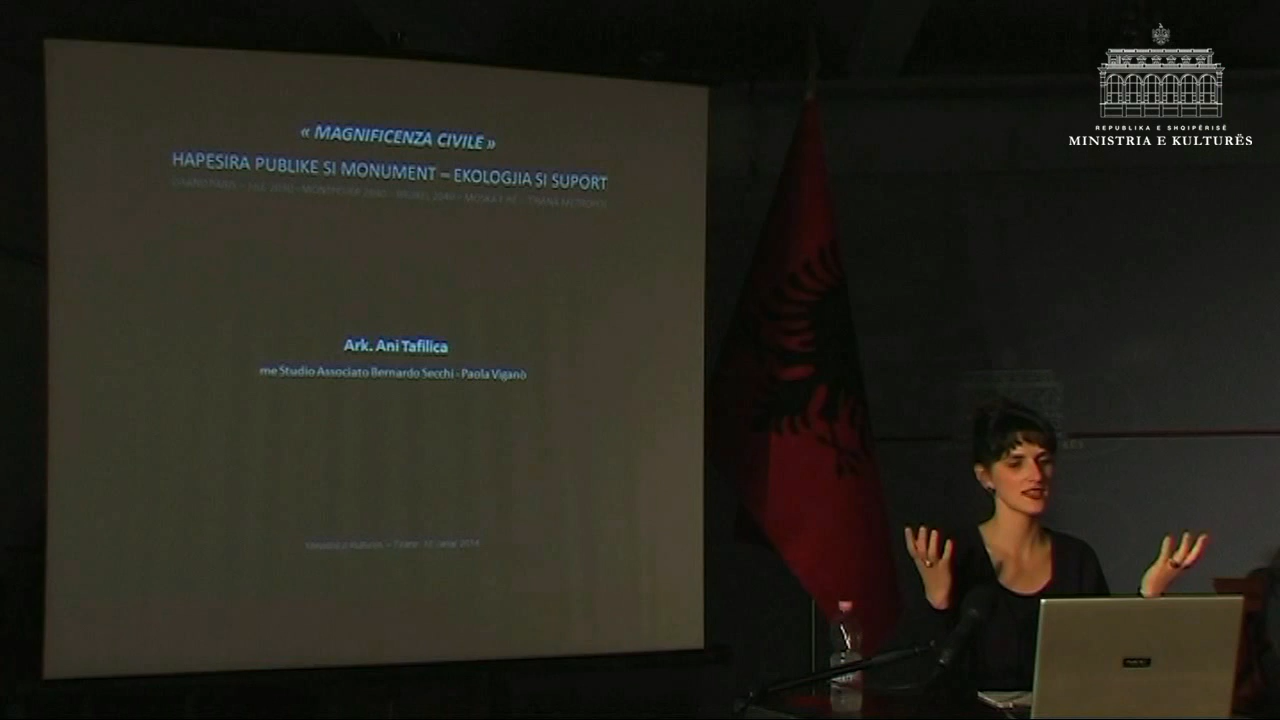 « MAGNIFICENZA CIVILE »
HAPESIRA PUBLIKE SI MONUMENT – EKOLOGJIA SI SUPORT
Ark. Ani Tafilica
me Studio Associato Bernardo Secchi - Paola Viganò
REPUBLIKA E SHQIPËRISË
MINISTRIA E KULTURËS